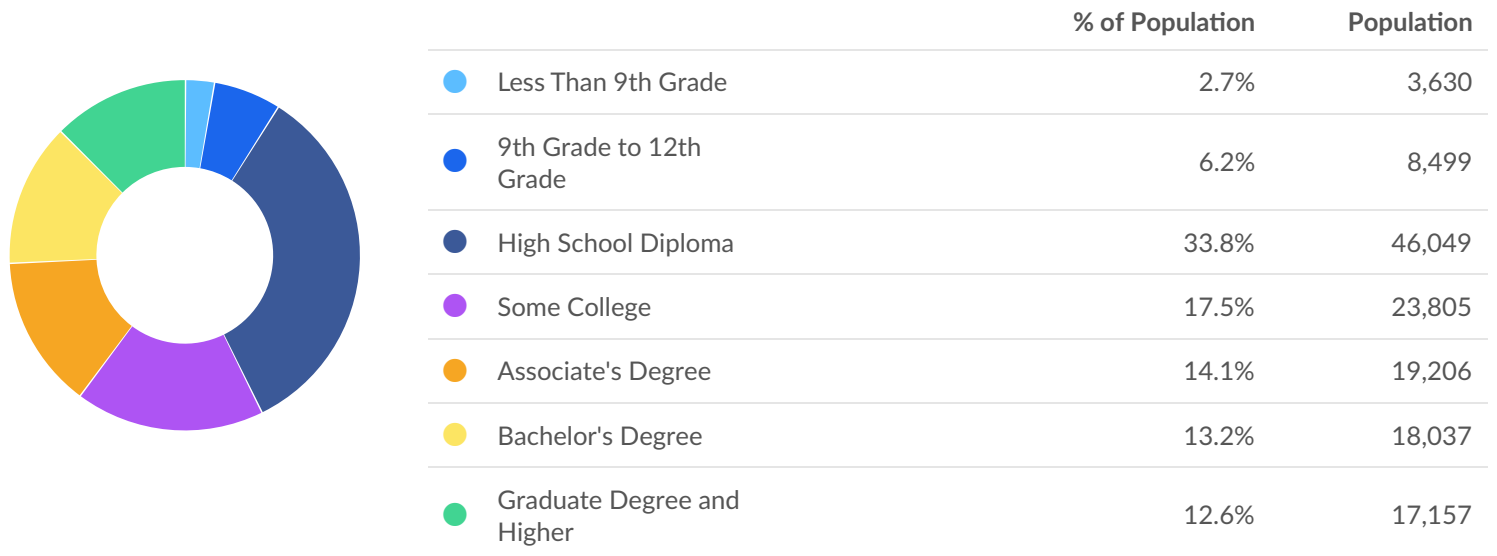 % of Population Population
Less Than 9th Grade 2.7% 3,630
9th Grade to 12th
Grade 6.2% 8,499
High School Diploma 33.8% 46,049
Some College 17.5% 23,805
Associate's Degree 14.1% 19,206
Bachelor's Degree 13.2% 18,037
Graduate Degree and
Higher 12.6% 17,157